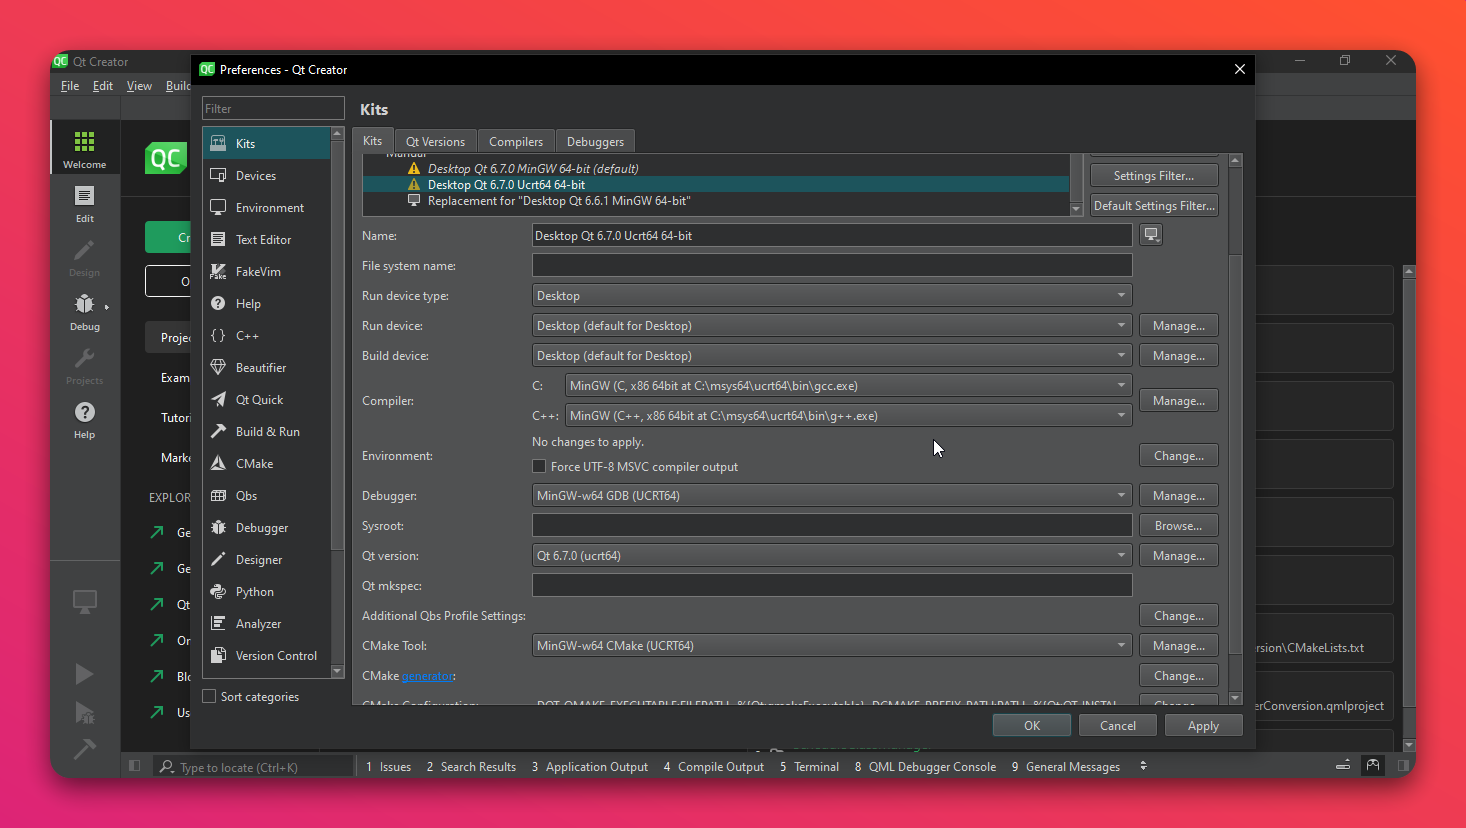 QC Qt Creator
File Edit View Build
QC Preferences - Qt Creator
Filter
Kits
Devices
Environment
Text Editor
FakeVim
Help
C++
Beautifier
Qt Quick
Build & Run
CMake
Qbs
Debugger
Designer
Python
Analyzer
Version Control
Sort categories
Kits
Kits Qt Versions Compilers Debuggers
Manual
Desktop Qt 6.7.0 MinGW 64-bit (default)
Desktop Qt 6.7.0 Ucrt64 64-bit
Replacement for "Desktop Qt 6.6.1 MinGW 64-bit"
Settings Filter...
Default Settings Filter...
Name: Desktop Qt 6.7.0 Ucrt64 64-bit
File system name:
Run device type: Desktop
Run device: Desktop (default for Desktop) Manage...
Build device: Desktop (default for Desktop) Manage...
Compiler: C: MinGW (C, x86 64bit at C:\msys64\ucrt64\bin\gcc.exe) Manage...
C++: MinGW (C++, x86 64bit at C:\msys64\ucrt64\bin\g++.exe)
Environment: No changes to apply. Change...
Force UTF-8 MSVC compiler output
Debugger: MinGW-w64 GDB (UCRT64) Manage...
Sysroot: Browse...
Qt version: Qt 6.7.0 (ucrt64) Manage...
Qt mkspec:
Additional Qbs Profile Settings: Change...
CMake Tool: MinGW-w64 CMake (UCRT64) Manage...
CMake generator: Change...
OK Cancel Apply
Welcome
Edit
Design
Debug
Projects
Help
QC
Cr
O
Proje
Exam
Tutori
Marke
EXPLOR
Ge
Ge
Qt
On
Blo
Us
rsion\CMakeLists.txt
erConversion.qmlproject
Type to locate (Ctrl+K)
1 Issues 2 Search Results 3 Application Output 4 Compile Output 5 Terminal 8 QML Debugger Console 9 General Messages